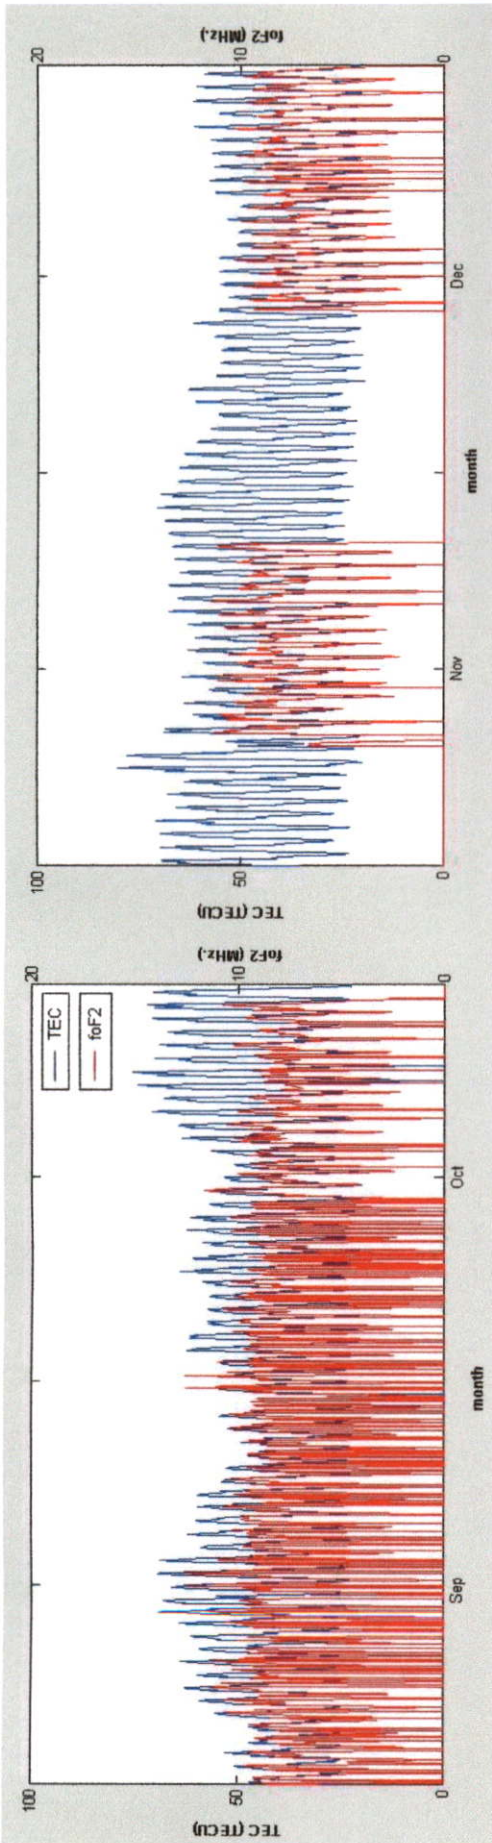 100
50
0
TEC (TECU)
Sep
Oct
month
20
10
0
foF2 (MHz.)
TEC
foF2
100
50
0
TEC (TECU)
Nov
Dec
month
20
10
0
foF2 (MHz.)